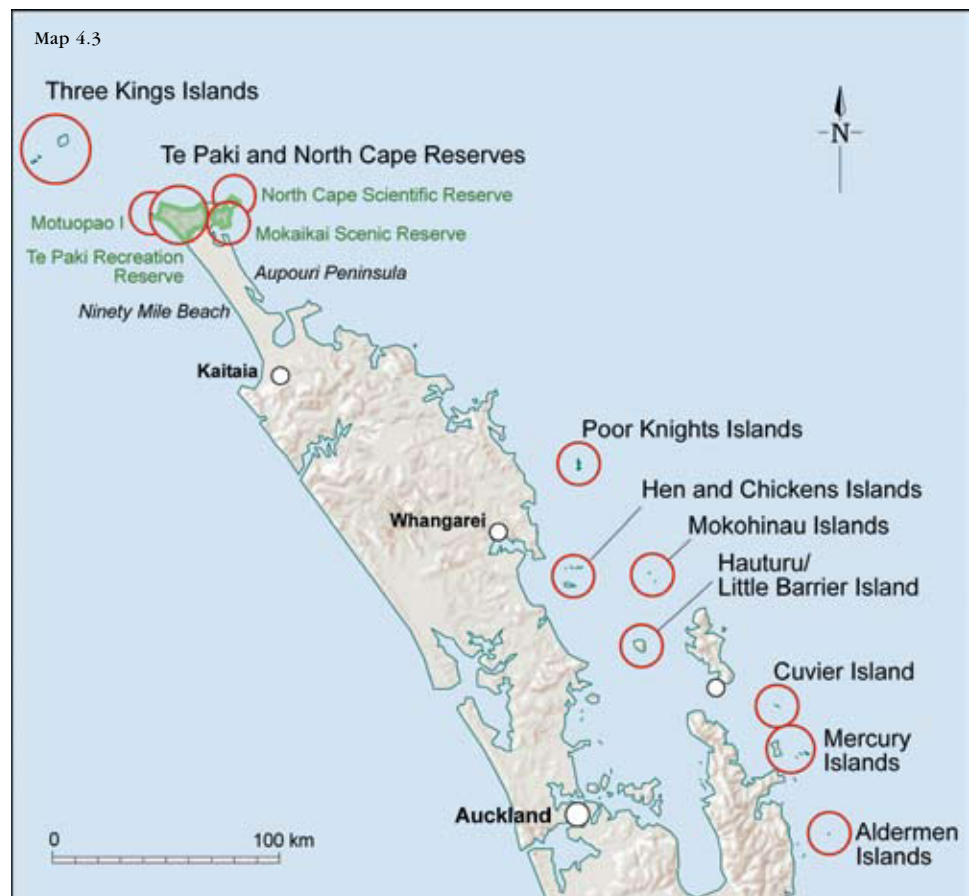 Map 4.3
Three Kings Islands
N
Te Paki and North Cape Reserves
North Cape Scientific Reserve
Motuopao I
Mokaikai Scenic Reserve
Te Paki Recreation
Reserve
Aupouri Peninsula
Ninety Mile Beach
Kaitaia
Poor Knights Islands
Hen and Chickens Islands
Whangarei
Mokohinau Islands
Hauturu/
Little Barrier Island
Cuvier Island
Mercury
Islands
Auckland
0 100 km
Aldermen
Islands